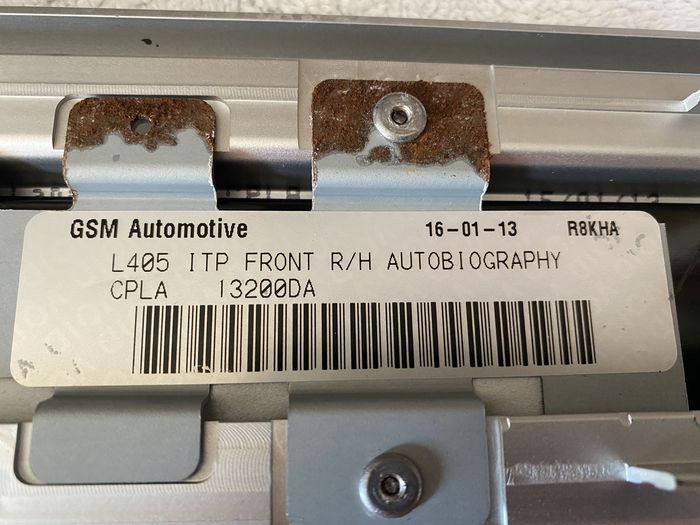 GSM Automotive 16-01-13 R8KHA
L405 ITP FRONT R/H AUTOBIOGRAPHY
CPLA 13200DA